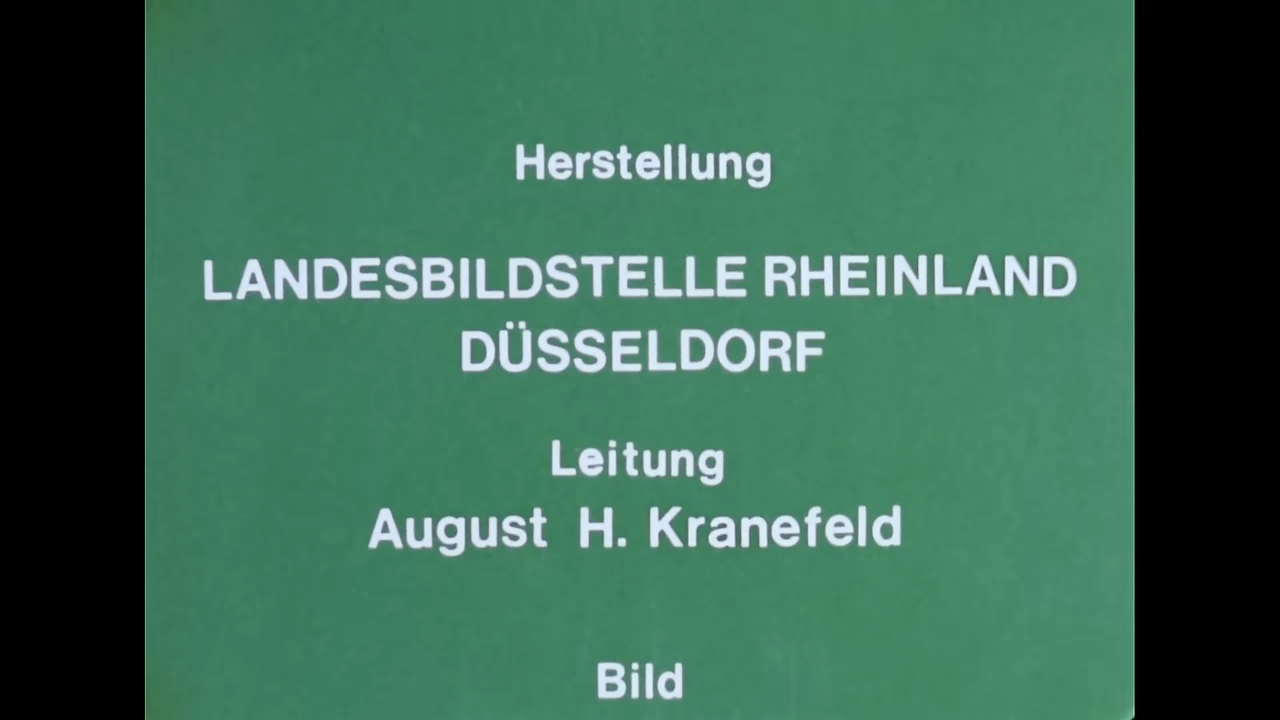 Herstellung
LANDESBILDSTELLE RHEINLAND
DÜSSELDORF
Leitung
August H. Kranefeld
Bild